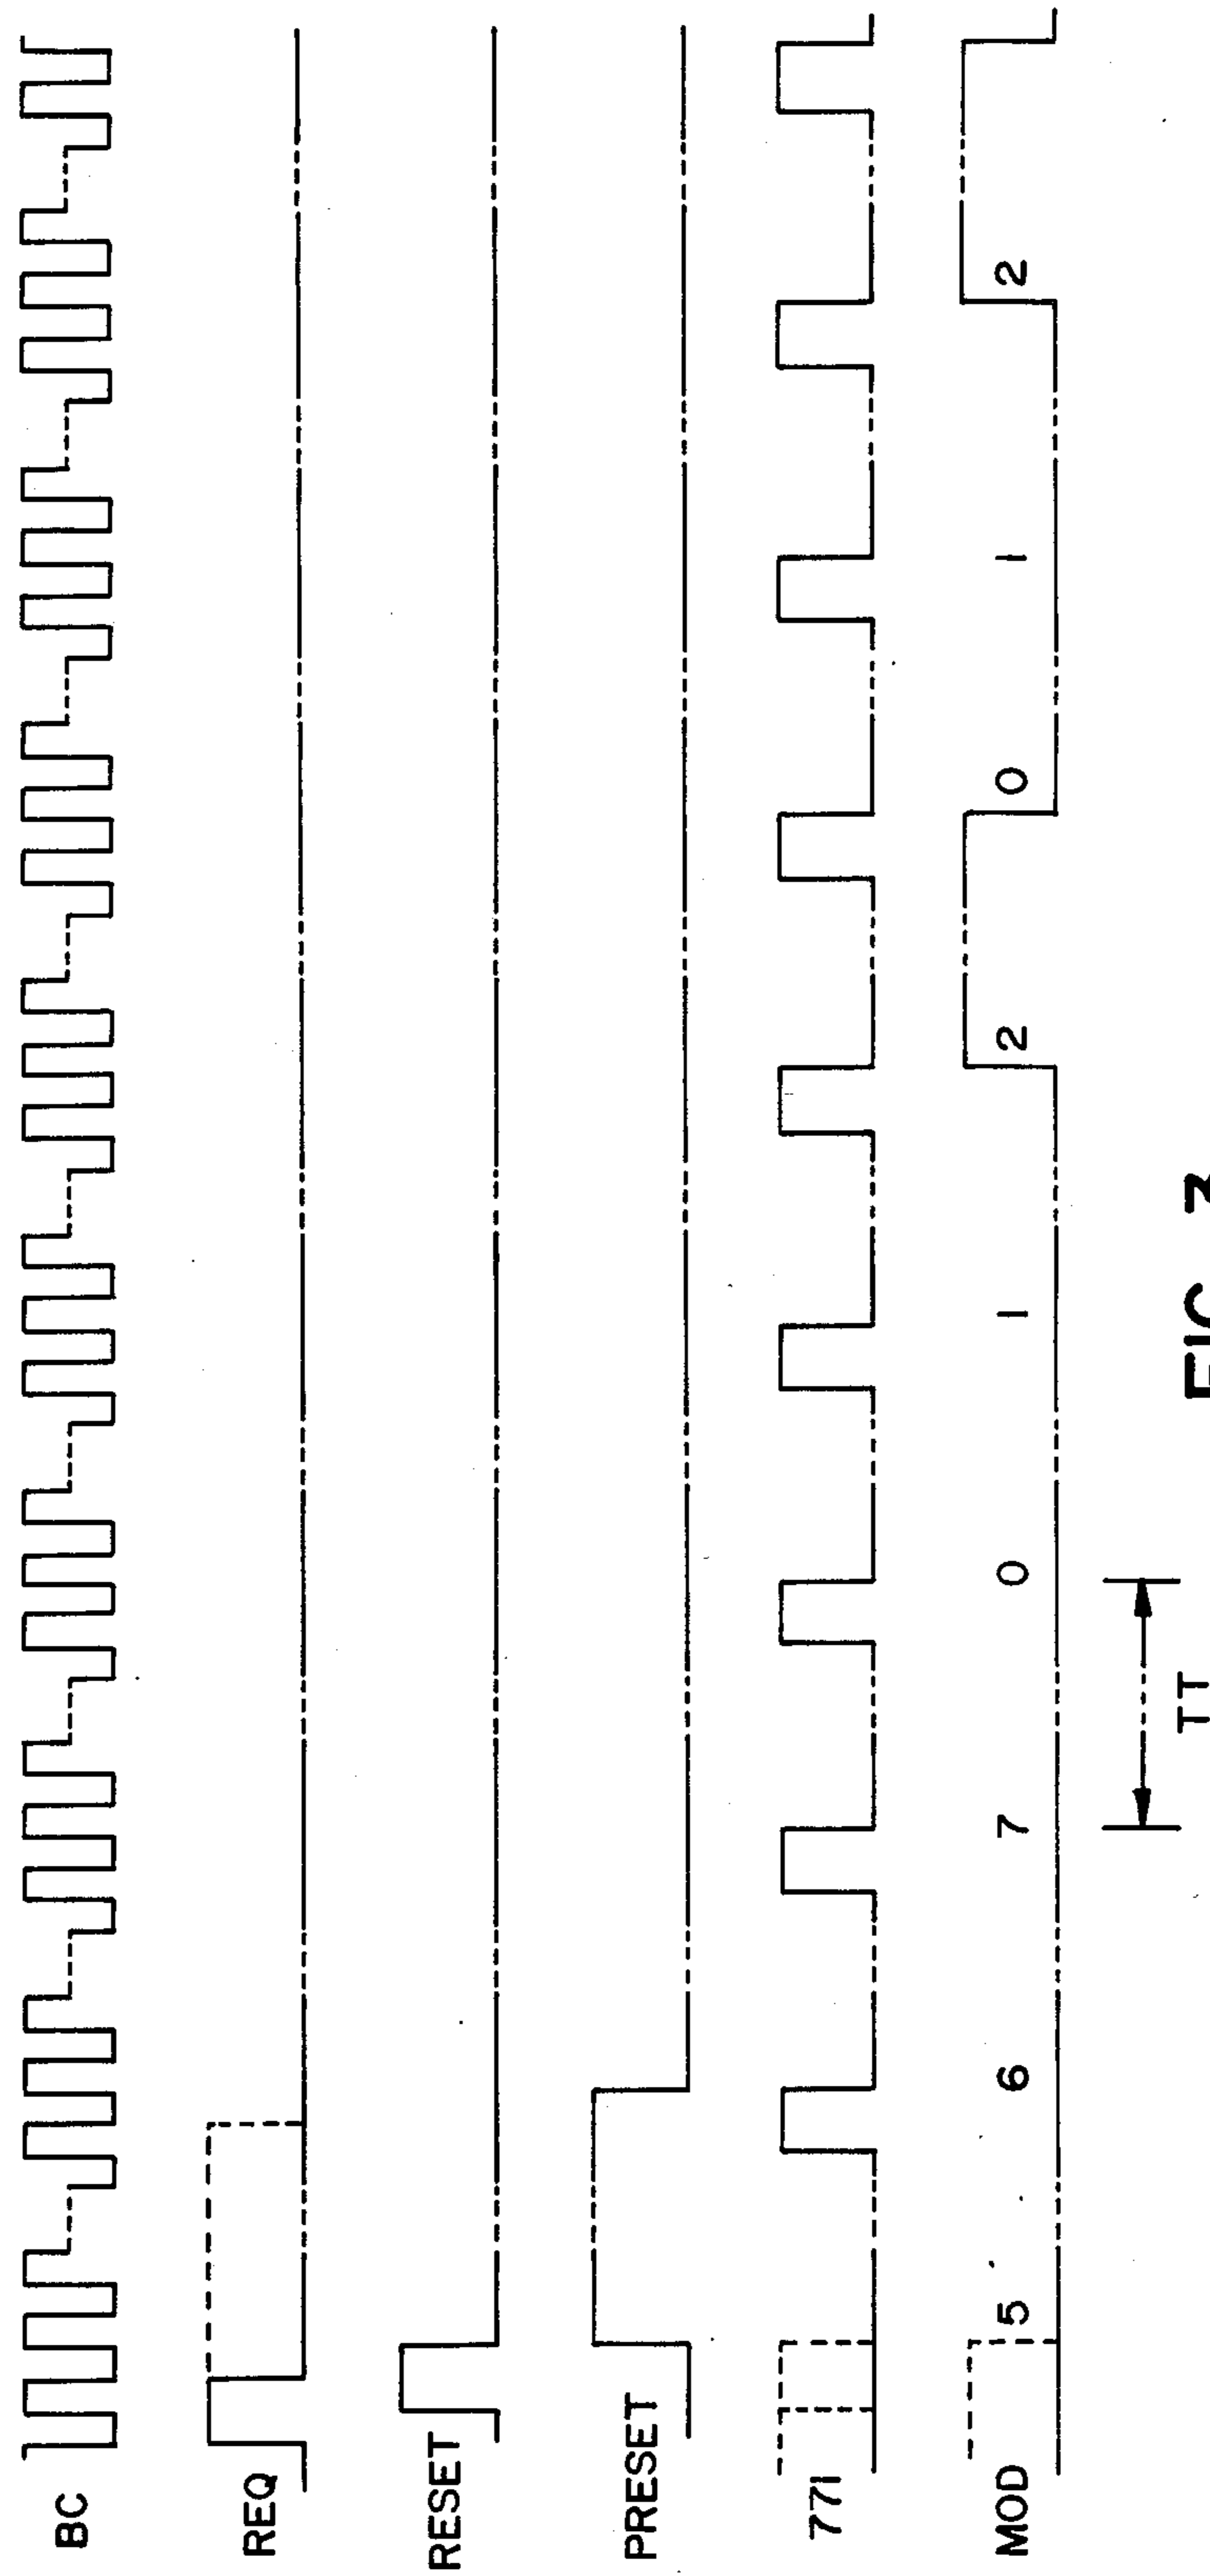 BC
REQ
RESET
PRESET
771
MOD 5 6 7 0 1 2 0 1 2
TT
FIG. 3